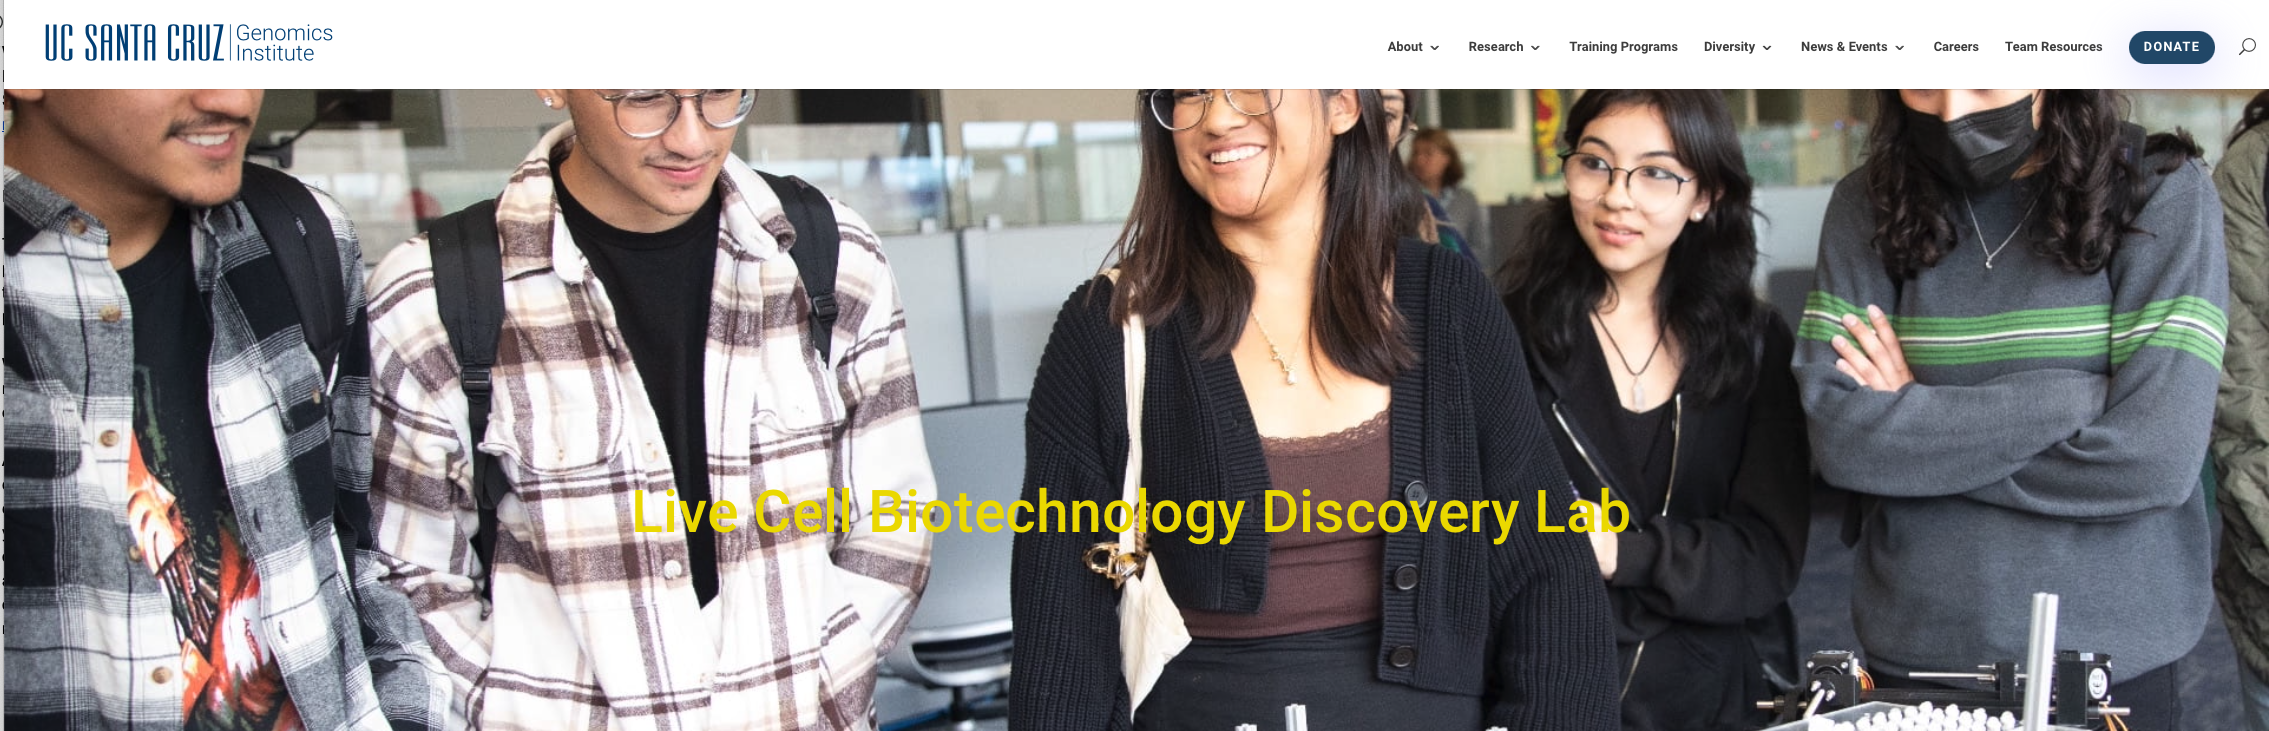 UC SANTA CRUZ
Genomics
Institute
About
Research
Training Programs
Diversity
News & Events
Careers
Team Resources
DONATE
Live Cell Biotechnology Discovery Lab